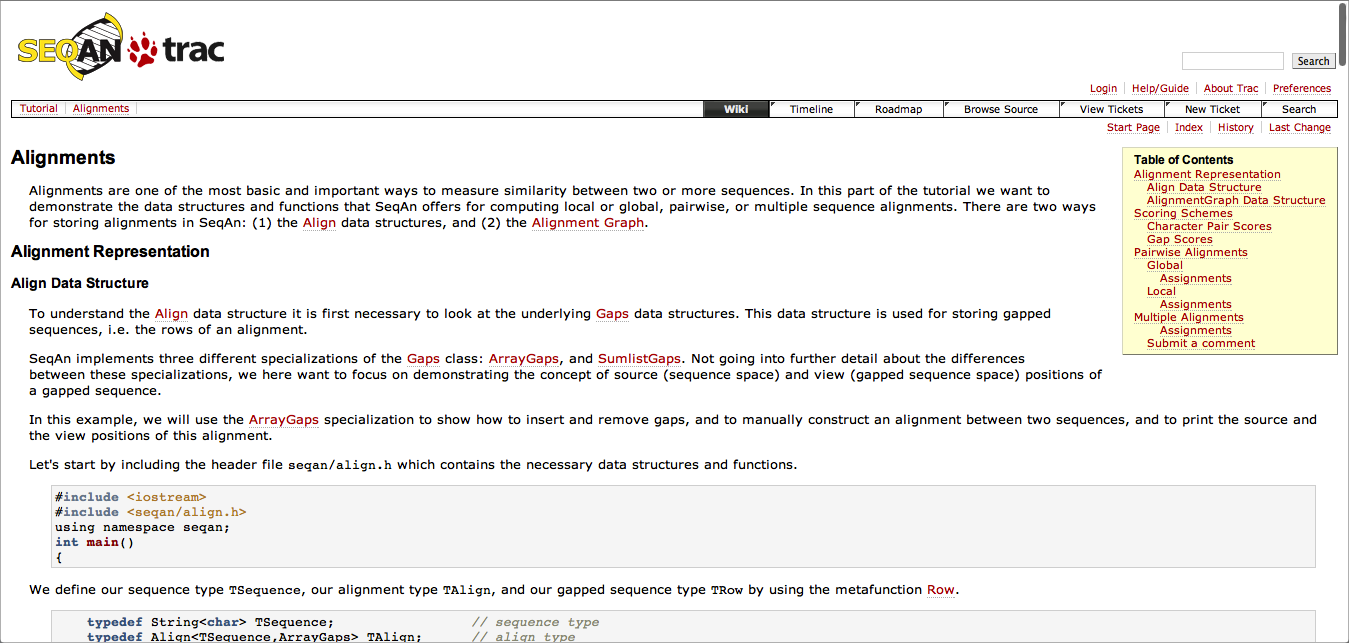 SEQAN trac
Search
Login Help/Guide About Trac Preferences
Tutorial Alignments Wiki Timeline Roadmap Browse Source View Tickets New Ticket Search
Start Page Index History Last Change
Alignments
Alignments are one of the most basic and important ways to measure similarity between two or more sequences. In this part of the tutorial we want to
demonstrate the data structures and functions that SeqAn offers for computing local or global, pairwise, or multiple sequence alignments. There are two ways
for storing alignments in SeqAn: (1) the Align data structures, and (2) the Alignment Graph.
Table of Contents
Alignment Representation
Align Data Structure
AlignmentGraph Data Structure
Scoring Schemes
Character Pair Scores
Gap Scores
Pairwise Alignments
Global
Assignments
Local
Assignments
Multiple Alignments
Assignments
Submit a comment
Alignment Representation
Align Data Structure
To understand the Align data structure it is first necessary to look at the underlying Gaps data structures. This data structure is used for storing gapped
sequences, i.e. the rows of an alignment.
SeqAn implements three different specializations of the Gaps class: ArrayGaps, and SumlistGaps. Not going into further detail about the differences
between these specializations, we here want to focus on demonstrating the concept of source (sequence space) and view (gapped sequence space) positions of
a gapped sequence.
In this example, we will use the ArrayGaps specialization to show how to insert and remove gaps, and to manually construct an alignment between two sequences, and to print the source and
the view positions of this alignment.
Let's start by including the header file seqan/align.h which contains the necessary data structures and functions.
#include <iostream>
#include <seqan/align.h>
using namespace seqan;
int main()
{
We define our sequence type TSequence, our alignment type TAlign, and our gapped sequence type TRow by using the metafunction Row.
typedef String<char> TSequence; // sequence type
typedef Align<TSequence,ArrayGaps> TAlign; // align type